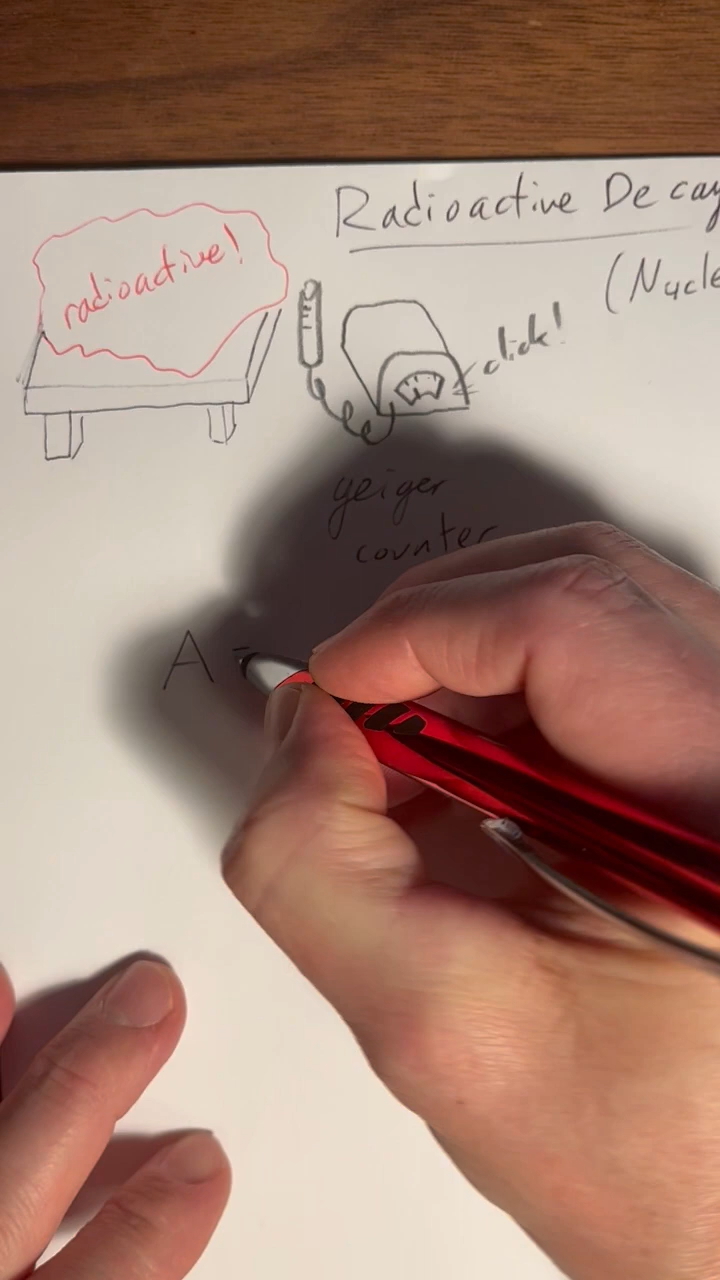 Radioactive Decay
(Nucle
radioactive!
click!
geiger
counter
A =